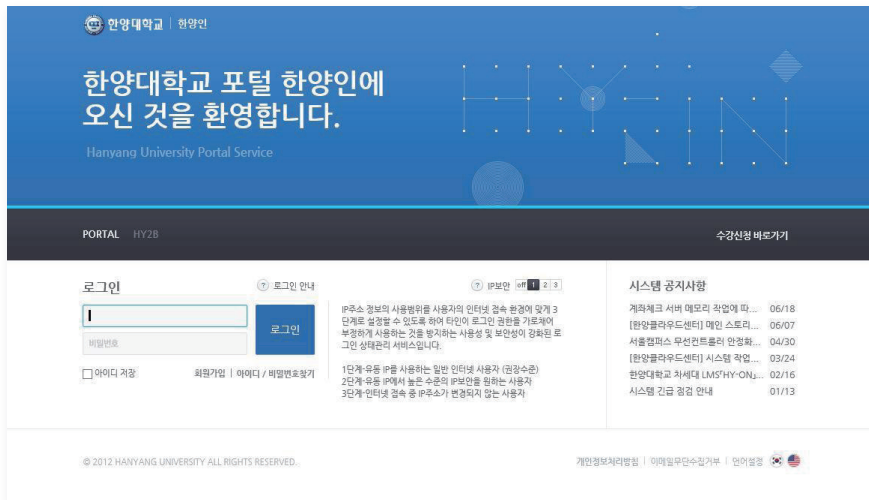 한양대학교 | 한양인
한양대학교 포털 한양인에
오신 것을 환영합니다.
Hanyang University Portal Service
PORTAL HY2B
수강신청 바로가기
로그인
? 로그인 안내
로그인
비밀번호
아이디 저장
회원가입 | 아이디 / 비밀번호찾기
? IP보안 off 1 2 3
IP주소 정보의 사용범위를 사용자의 인터넷 접속 환경에 맞게 3
단계로 설정할 수 있도록 하여 타인이 로그인 권한을 가로채어
부정하게 사용하는 것을 방지하는 사용성 및 보안성이 강화된 로
그인 상태관리 서비스입니다.
1단계-유동 IP를 사용하는 일반 인터넷 사용자 (권장수준)
2단계-유동 IP에서 높은 수준의 IP보안을 원하는 사용자
3단계-인터넷 접속 중 IP주소가 변경되지 않는 사용자
시스템 공지사항
계좌체크 서버 메모리 작업에 따... 06/18
[한양클라우드센터] 메인 스토리... 06/07
서울캠퍼스 무선컨트롤러 안정화... 04/30
[한양클라우드센터] 시스템 작업... 03/24
한양대학교 차세대 LMS「HY-ON」... 02/16
시스템 긴급 점검 안내 01/13
© 2012 HANYANG UNIVERSITY ALL RIGHTS RESERVED.
개인정보처리방침 | 이메일무단수집거부 | 언어설정